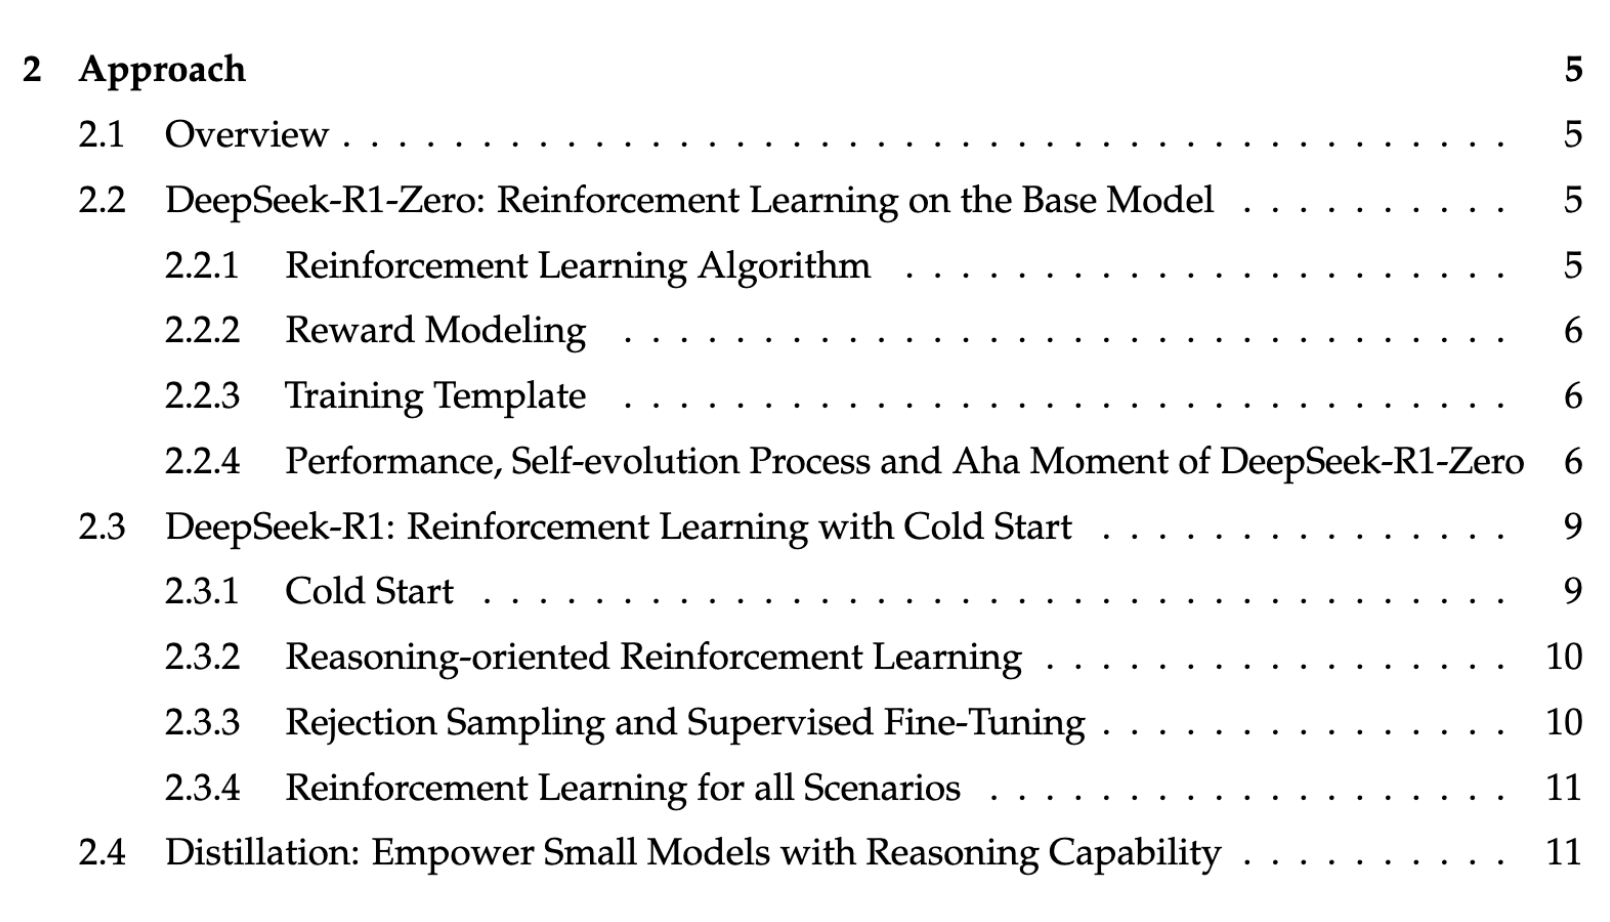 2 Approach 5
2.1 Overview . . . . . . . . . . . . . . . . . . . . . . . . . . . . . . . . . . . . . . . . . . 5
2.2 DeepSeek-R1-Zero: Reinforcement Learning on the Base Model . . . . . . . . . . 5
2.2.1 Reinforcement Learning Algorithm . . . . . . . . . . . . . . . . . . . . . . 5
2.2.2 Reward Modeling . . . . . . . . . . . . . . . . . . . . . . . . . . . . . . . . 6
2.2.3 Training Template . . . . . . . . . . . . . . . . . . . . . . . . . . . . . . . . 6
2.2.4 Performance, Self-evolution Process and Aha Moment of DeepSeek-R1-Zero 6
2.3 DeepSeek-R1: Reinforcement Learning with Cold Start . . . . . . . . . . . . . . . 9
2.3.1 Cold Start . . . . . . . . . . . . . . . . . . . . . . . . . . . . . . . . . . . . . 9
2.3.2 Reasoning-oriented Reinforcement Learning . . . . . . . . . . . . . . . . . 10
2.3.3 Rejection Sampling and Supervised Fine-Tuning . . . . . . . . . . . . . . . 10
2.3.4 Reinforcement Learning for all Scenarios . . . . . . . . . . . . . . . . . . . 11
2.4 Distillation: Empower Small Models with Reasoning Capability . . . . . . . . . . 11